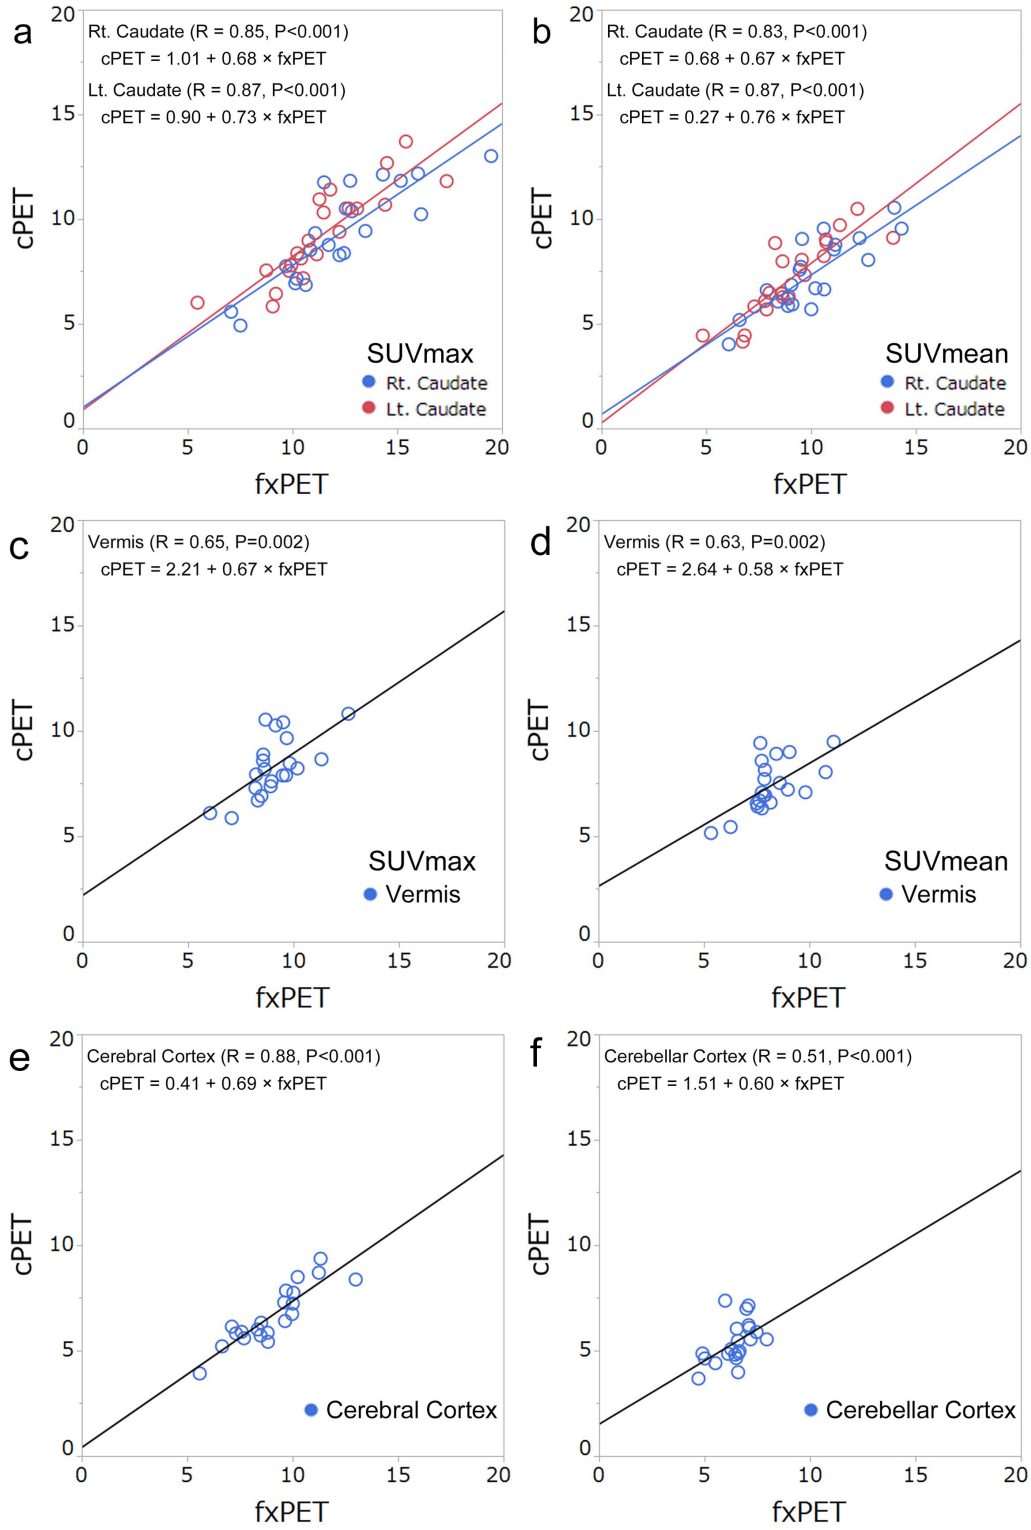 a
Rt. Caudate (R = 0.85, P<0.001)
cPET = 1.01 + 0.68 × fxPET
Lt. Caudate (R = 0.87, P<0.001)
cPET = 0.90 + 0.73 × fxPET
20
15
10
5
0
cPET
SUVmax
Rt. Caudate
Lt. Caudate
0 5 10 15 20
fxPET
b
Rt. Caudate (R = 0.83, P<0.001)
cPET = 0.68 + 0.67 × fxPET
Lt. Caudate (R = 0.87, P<0.001)
cPET = 0.27 + 0.76 × fxPET
20
15
10
5
0
cPET
SUVmean
Rt. Caudate
Lt. Caudate
0 5 10 15 20
fxPET
c
Vermis (R = 0.65, P=0.002)
cPET = 2.21 + 0.67 × fxPET
20
15
10
5
0
cPET
SUVmax
Vermis
0 5 10 15 20
fxPET
d
Vermis (R = 0.63, P=0.002)
cPET = 2.64 + 0.58 × fxPET
20
15
10
5
0
cPET
SUVmean
Vermis
0 5 10 15 20
fxPET
e
Cerebral Cortex (R = 0.88, P<0.001)
cPET = 0.41 + 0.69 × fxPET
20
15
10
5
0
cPET
Cerebral Cortex
0 5 10 15 20
fxPET
f
Cerebellar Cortex (R = 0.51, P<0.001)
cPET = 1.51 + 0.60 × fxPET
20
15
10
5
0
cPET
Cerebellar Cortex
0 5 10 15 20
fxPET